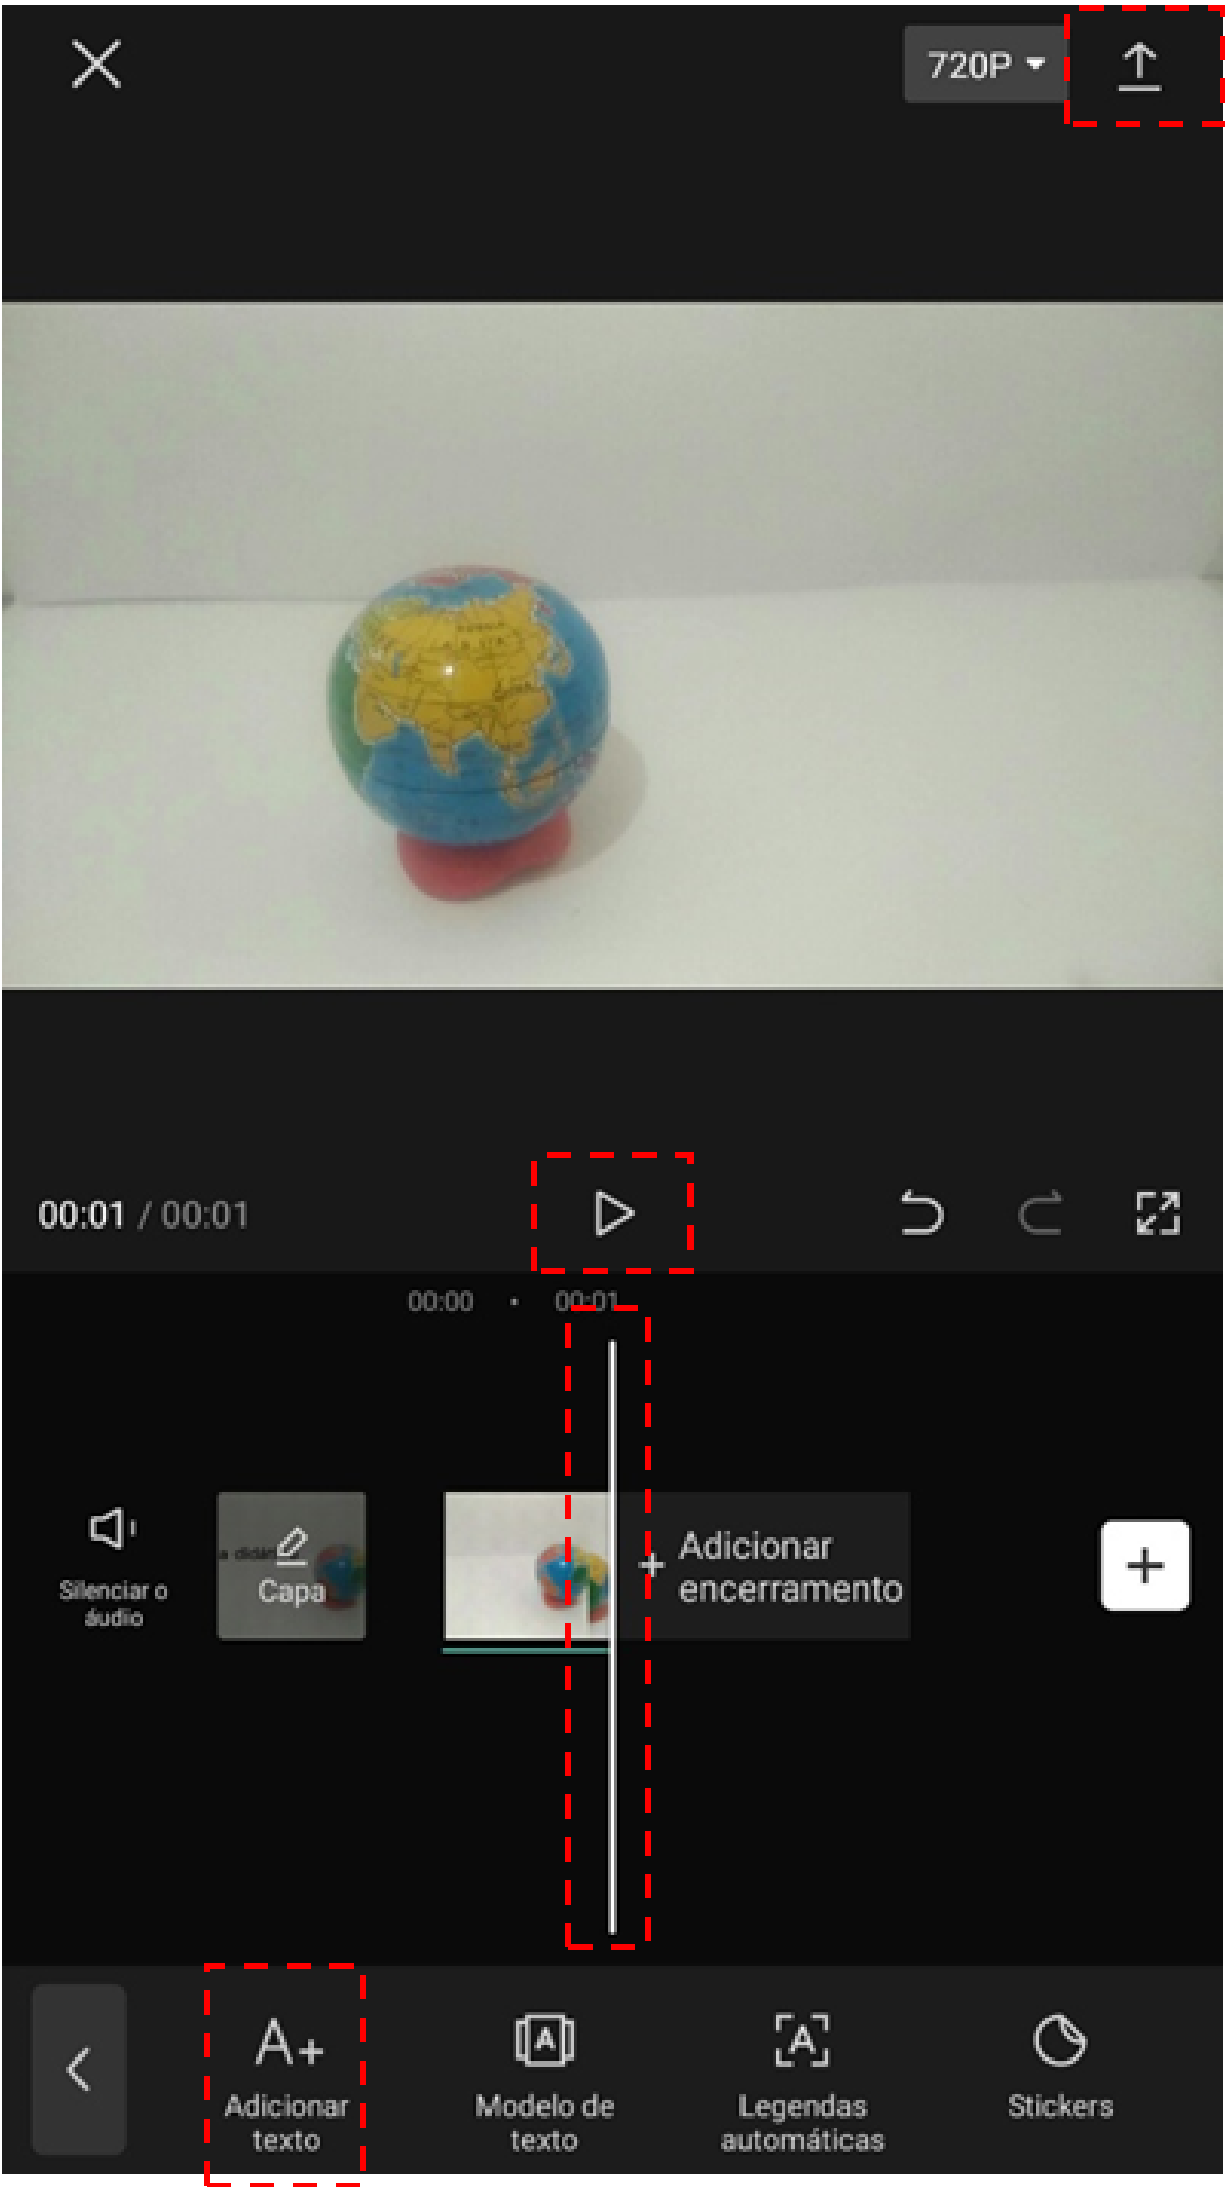 720P
00:01 / 00:01
00:00
00:01
Silenciar o
áudio
a didá
Capa
Adicionar
encerramento
A+
Adicionar
texto
A
Modelo de
texto
A
Legendas
automáticas
Stickers